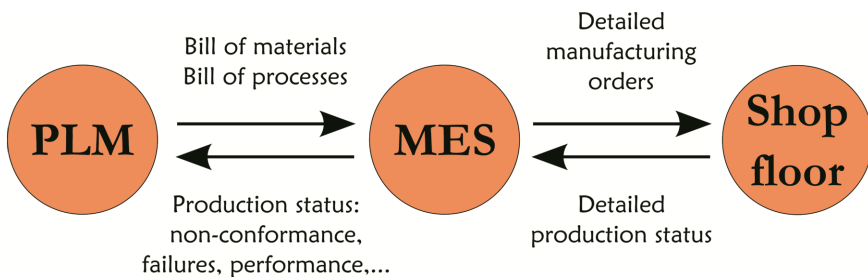 Bill of materials
Bill of processes
Detailed
manufacturing
orders
PLM
MES
Shop
floor
Production status:
non-conformance,
failures, performance,...
Detailed
production status